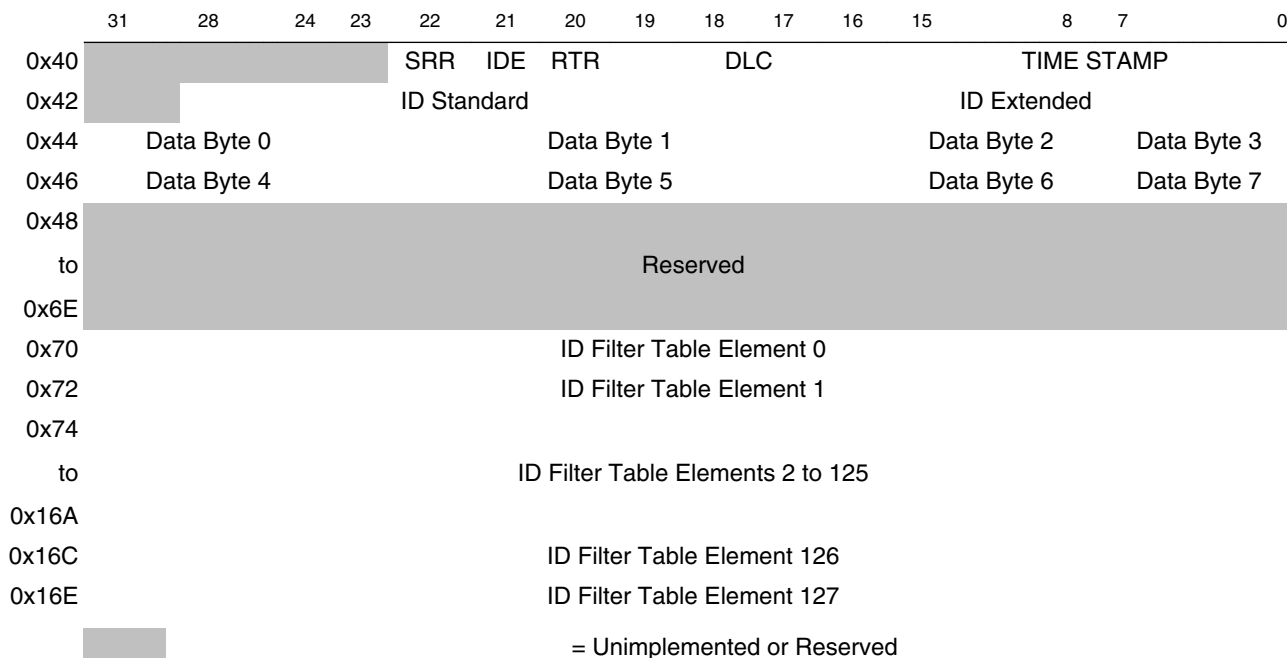 31 28 24 23 22 21 20 19 18 17 16 15 8 7 0
0x40 SRR IDE RTR DLC TIME STAMP
0x42 ID Standard ID Extended
0x44 Data Byte 0 Data Byte 1 Data Byte 2 Data Byte 3
0x46 Data Byte 4 Data Byte 5 Data Byte 6 Data Byte 7
0x48
to Reserved
0x6E
0x70 ID Filter Table Element 0
0x72 ID Filter Table Element 1
0x74
to ID Filter Table Elements 2 to 125
0x16A
0x16C ID Filter Table Element 126
0x16E ID Filter Table Element 127
= Unimplemented or Reserved